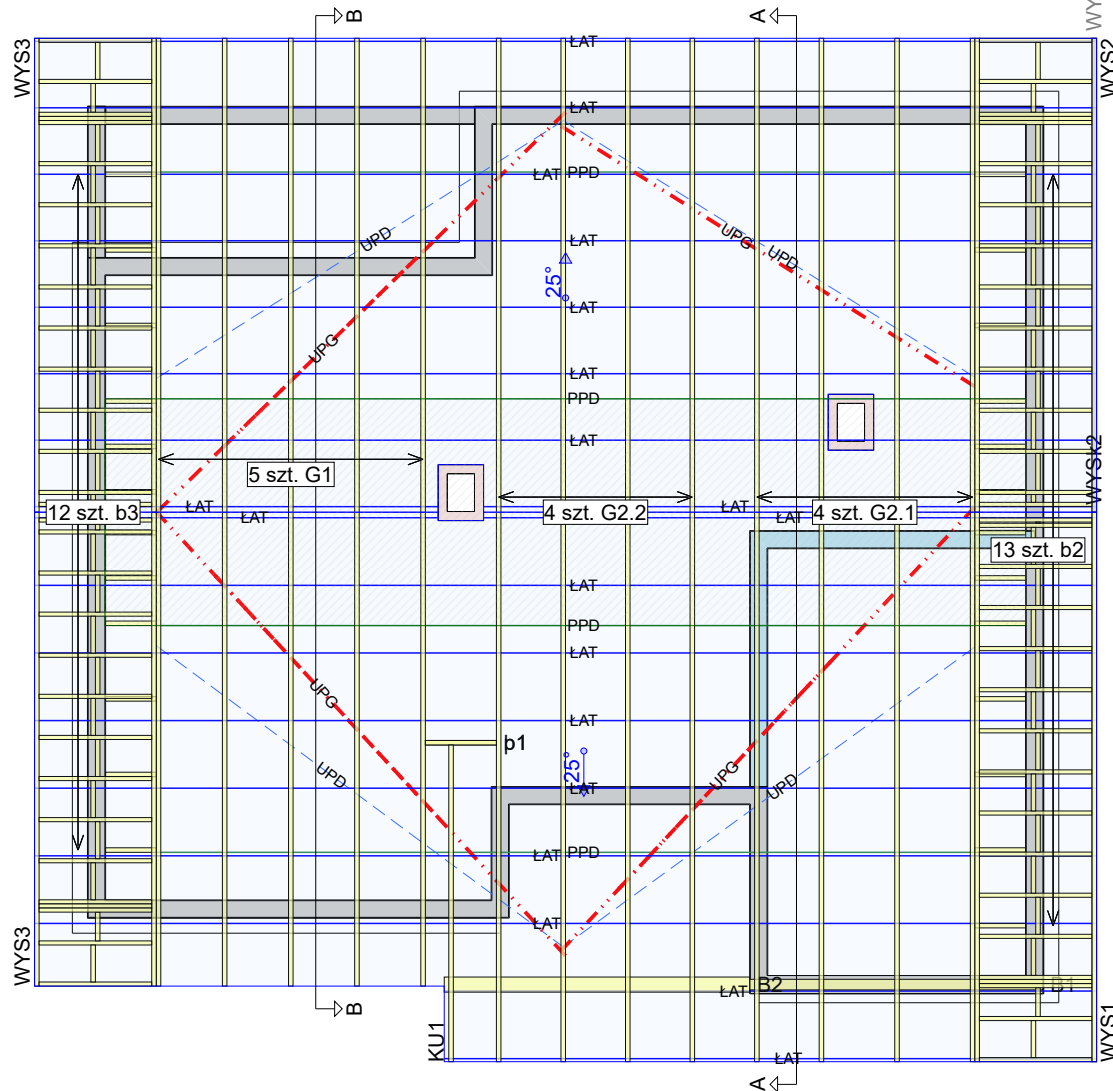 B
A
WY
WYS3
ŁAT
WYS2
ŁAT
ŁAT PPD
UPD
UPG
UPD
ŁAT
25°
ŁAT
UPG
ŁAT
PPD
ŁAT
5 szt. G1
WYSk2
12 szt. b3
ŁAT
ŁAT
4 szt. G2.2
ŁAT
ŁAT
4 szt. G2.1
13 szt. b2
ŁAT
PPD
ŁAT
UPG
ŁAT
p1
25°
UPD
UPG
UPD
ŁAT
ŁAT PPD
ŁAT
WYS3
ŁAT
B2
B1
B
KU1
ŁAT
WYS1
A